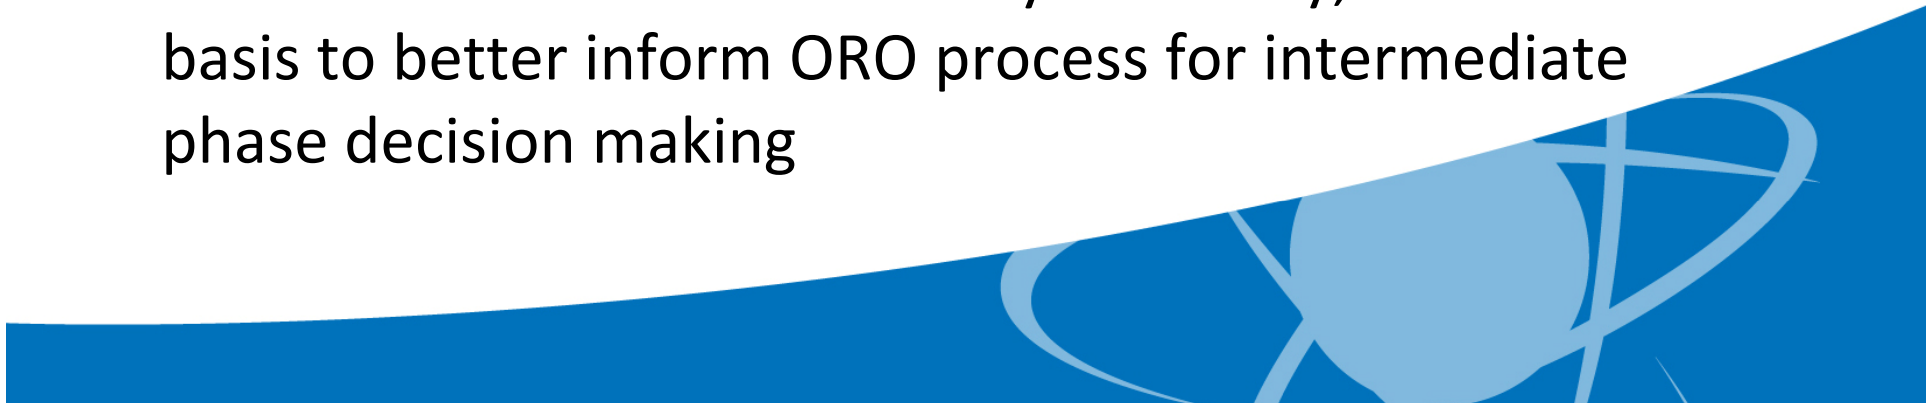 basis to better inform ORO process for intermediate
phase decision making